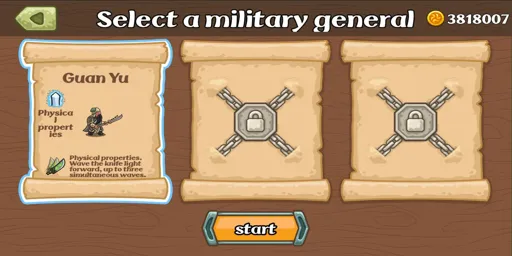 Select a military general
3818007
Guan Yu
Physica
l
propert
ies
Physical properties.
Wave the knife light
forward, up to three
simultaneous waves.
start